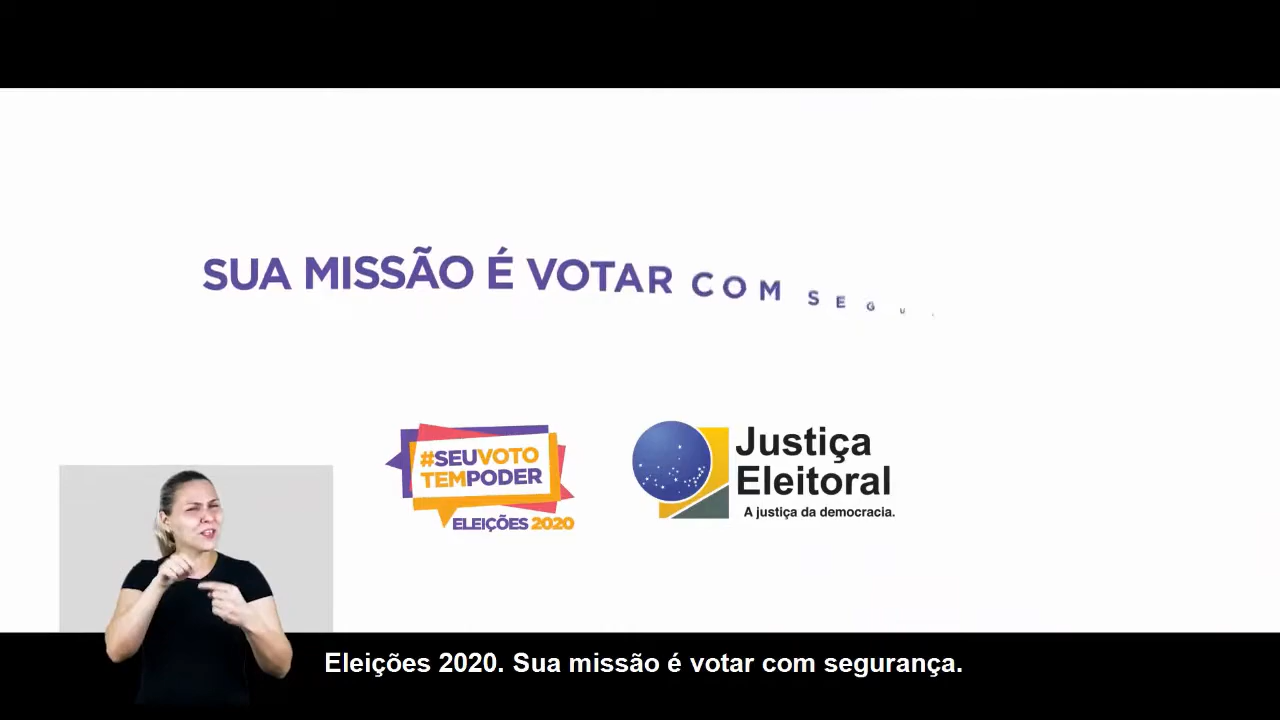 SUA MISSÃO É VOTAR COM SEGU
#SEUVOTO
TEMPODER
ELEIÇÕES 2020
Justiça
Eleitoral
A justiça da democracia.
Eleições 2020. Sua missão é votar com segurança.